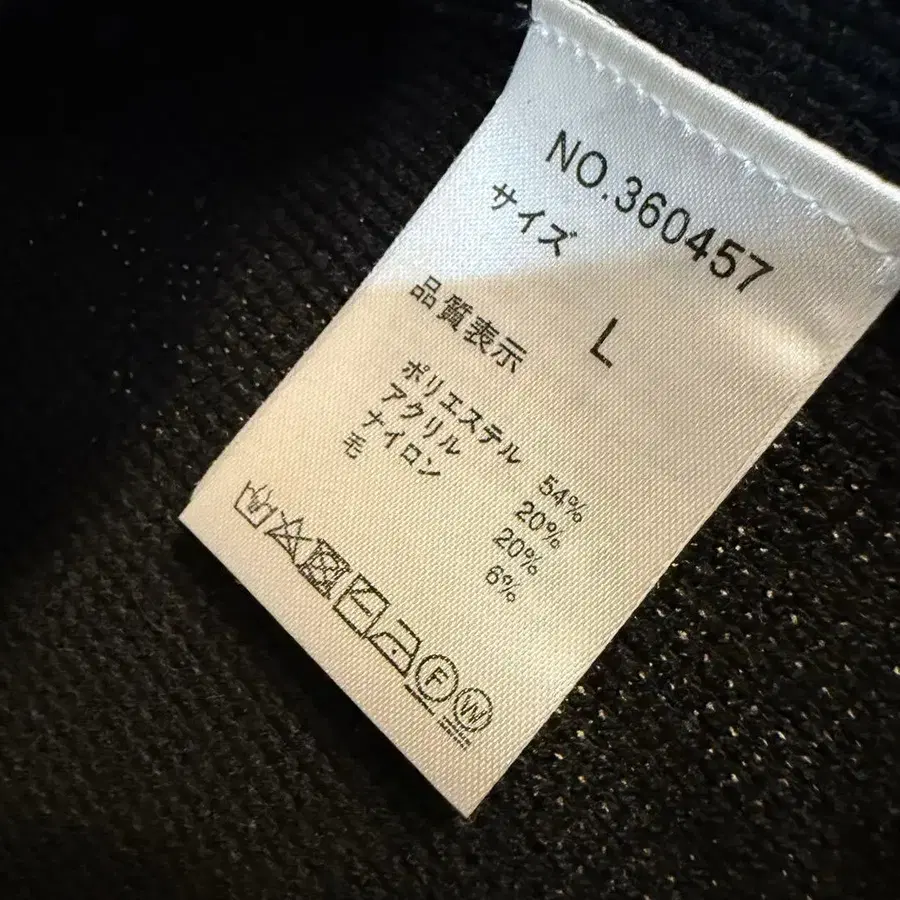 NO.360457
サイズ
L
品質表示
ポリエステル 54%
アクリル 20%
ナイロン 20%
毛 6%
F W